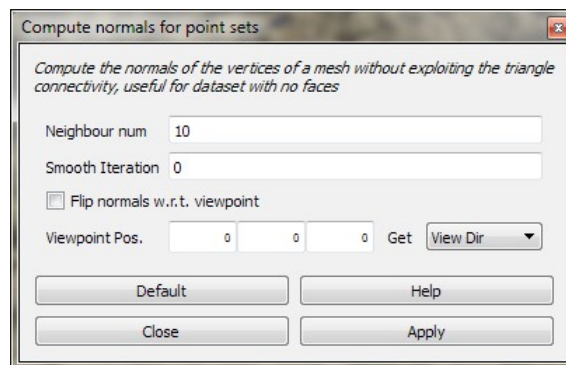 Compute normals for point sets
Compute the normals of the vertices of a mesh without exploiting the triangle
connectivity, useful for dataset with no faces
Neighbour num 10
Smooth Iteration 0
Flip normals w.r.t. viewpoint
Viewpoint Pos. 0 0 0 Get View Dir
Default Help
Close Apply